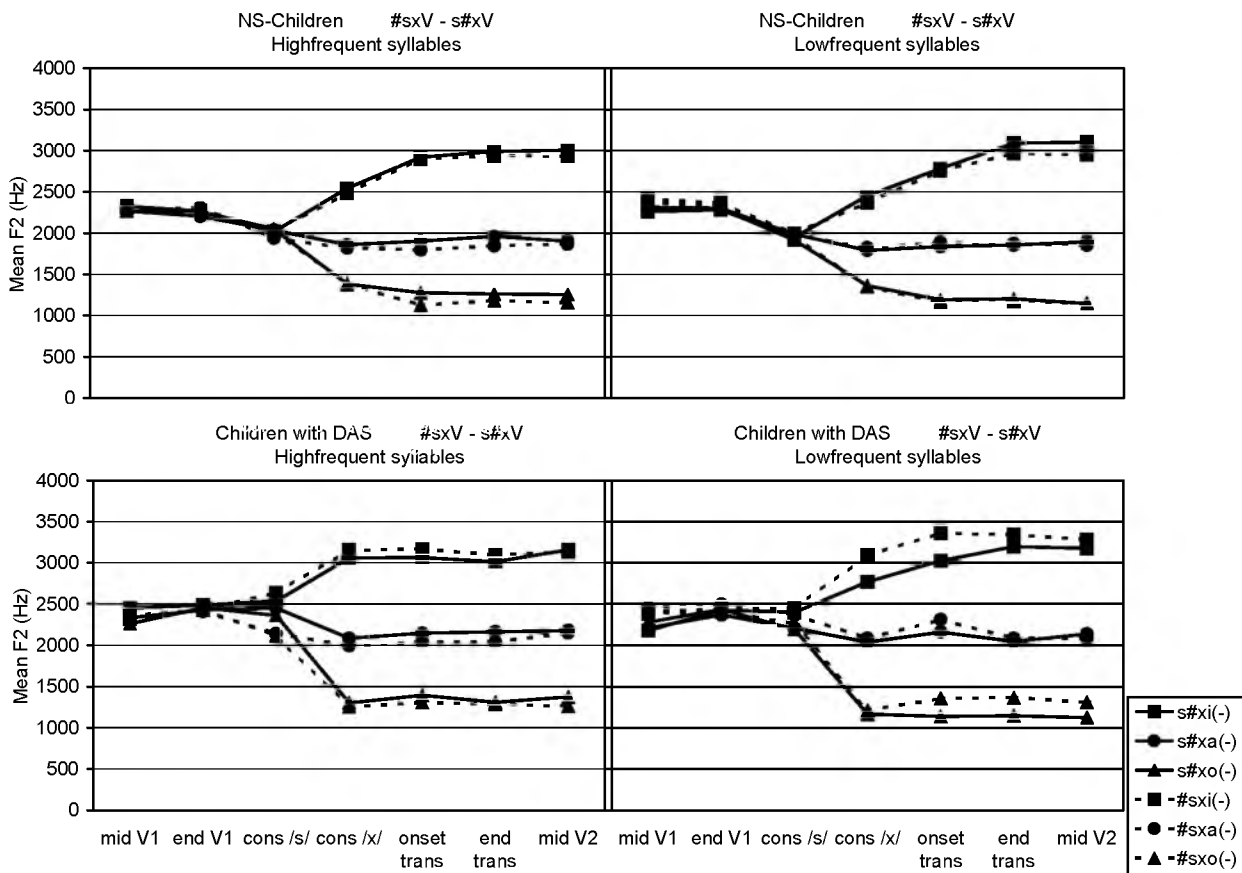 NS-Children #sxV - s#xV
Highfrequent syllables
NS-Children #sxV - s#xV
Lowfrequent syllables
Mean F2 (Hz)
4000
3500
3000
2500
2000
1500
1000
500
0
Children with DAS #sxV - s#xV
Highfrequent syllables
Children with DAS #sxV - s#xV
Lowfrequent syllables
Mean F2 (Hz)
4000
3500
3000
2500
2000
1500
1000
500
0
mid V1 end V1 cons /s/ cons /x/ onset trans end trans mid V2
mid V1 end V1 cons /s/ cons /x/ onset trans end trans mid V2
s#xi(-)
s#xa(-)
s#xo(-)
#sxi(-)
#sxa(-)
#sxo(-)